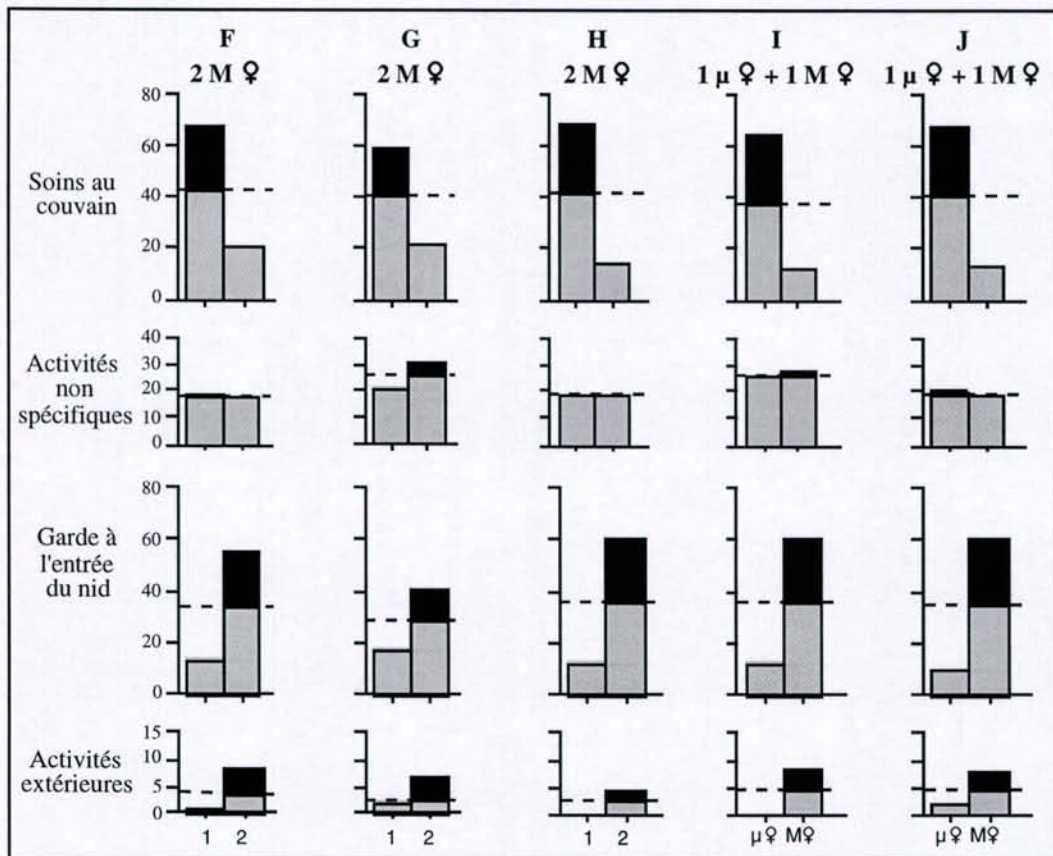 F G H I J
2 M ♀ 2 M ♀ 2 M ♀ 1 µ ♀ + 1 M ♀ 1 µ ♀ + 1 M ♀
80
60
Soins au
couvain
40
20
0
40
Activités
non
spécifiques
30
20
10
0
80
Garde à
l'entrée
du nid
60
40
20
0
15
Activités
extérieures
10
5
0
1 2 1 2 1 2 µ♀ M♀ µ♀ M♀